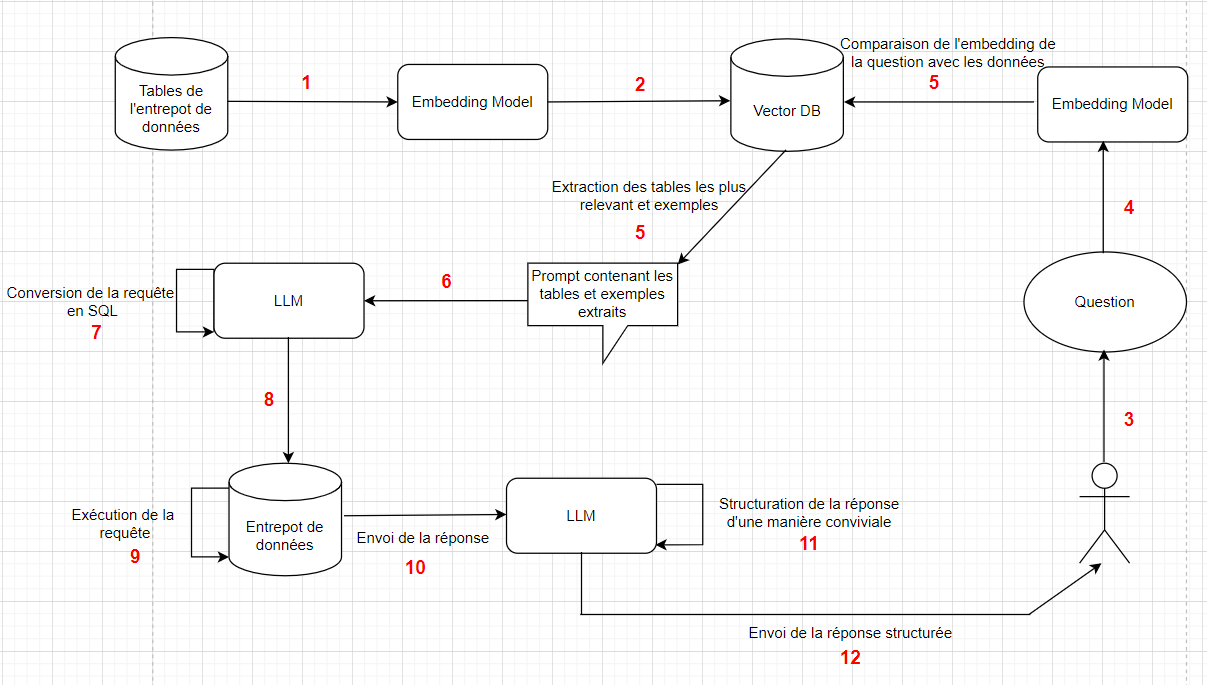 Tables de
l'entrepot de
données
1
Embedding Model
2
Vector DB
Comparaison de l'embedding de
la question avec les données
5
Embedding Model
Extraction des tables les plus
relevant et exemples
5
4
Conversion de la requête
en SQL
7
LLM
6
Prompt contenant les
tables et exemples
extraits
Question
8
3
Exécution de la
requête
9
Entrepot de
données
Envoi de la réponse
10
LLM
Structuration de la réponse
d'une manière conviviale
11
Envoi de la réponse structurée
12